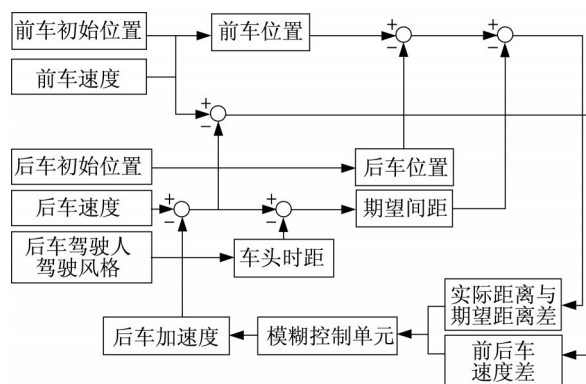 前车初始位置
前车位置
+
−
+
−
前车速度
+
−
后车初始位置
后车位置
后车速度
+
−
+
−
期望间距
后车驾驶人
驾驶风格
车头时距
实际距离与
期望距离差
后车加速度
模糊控制单元
前后车
速度差